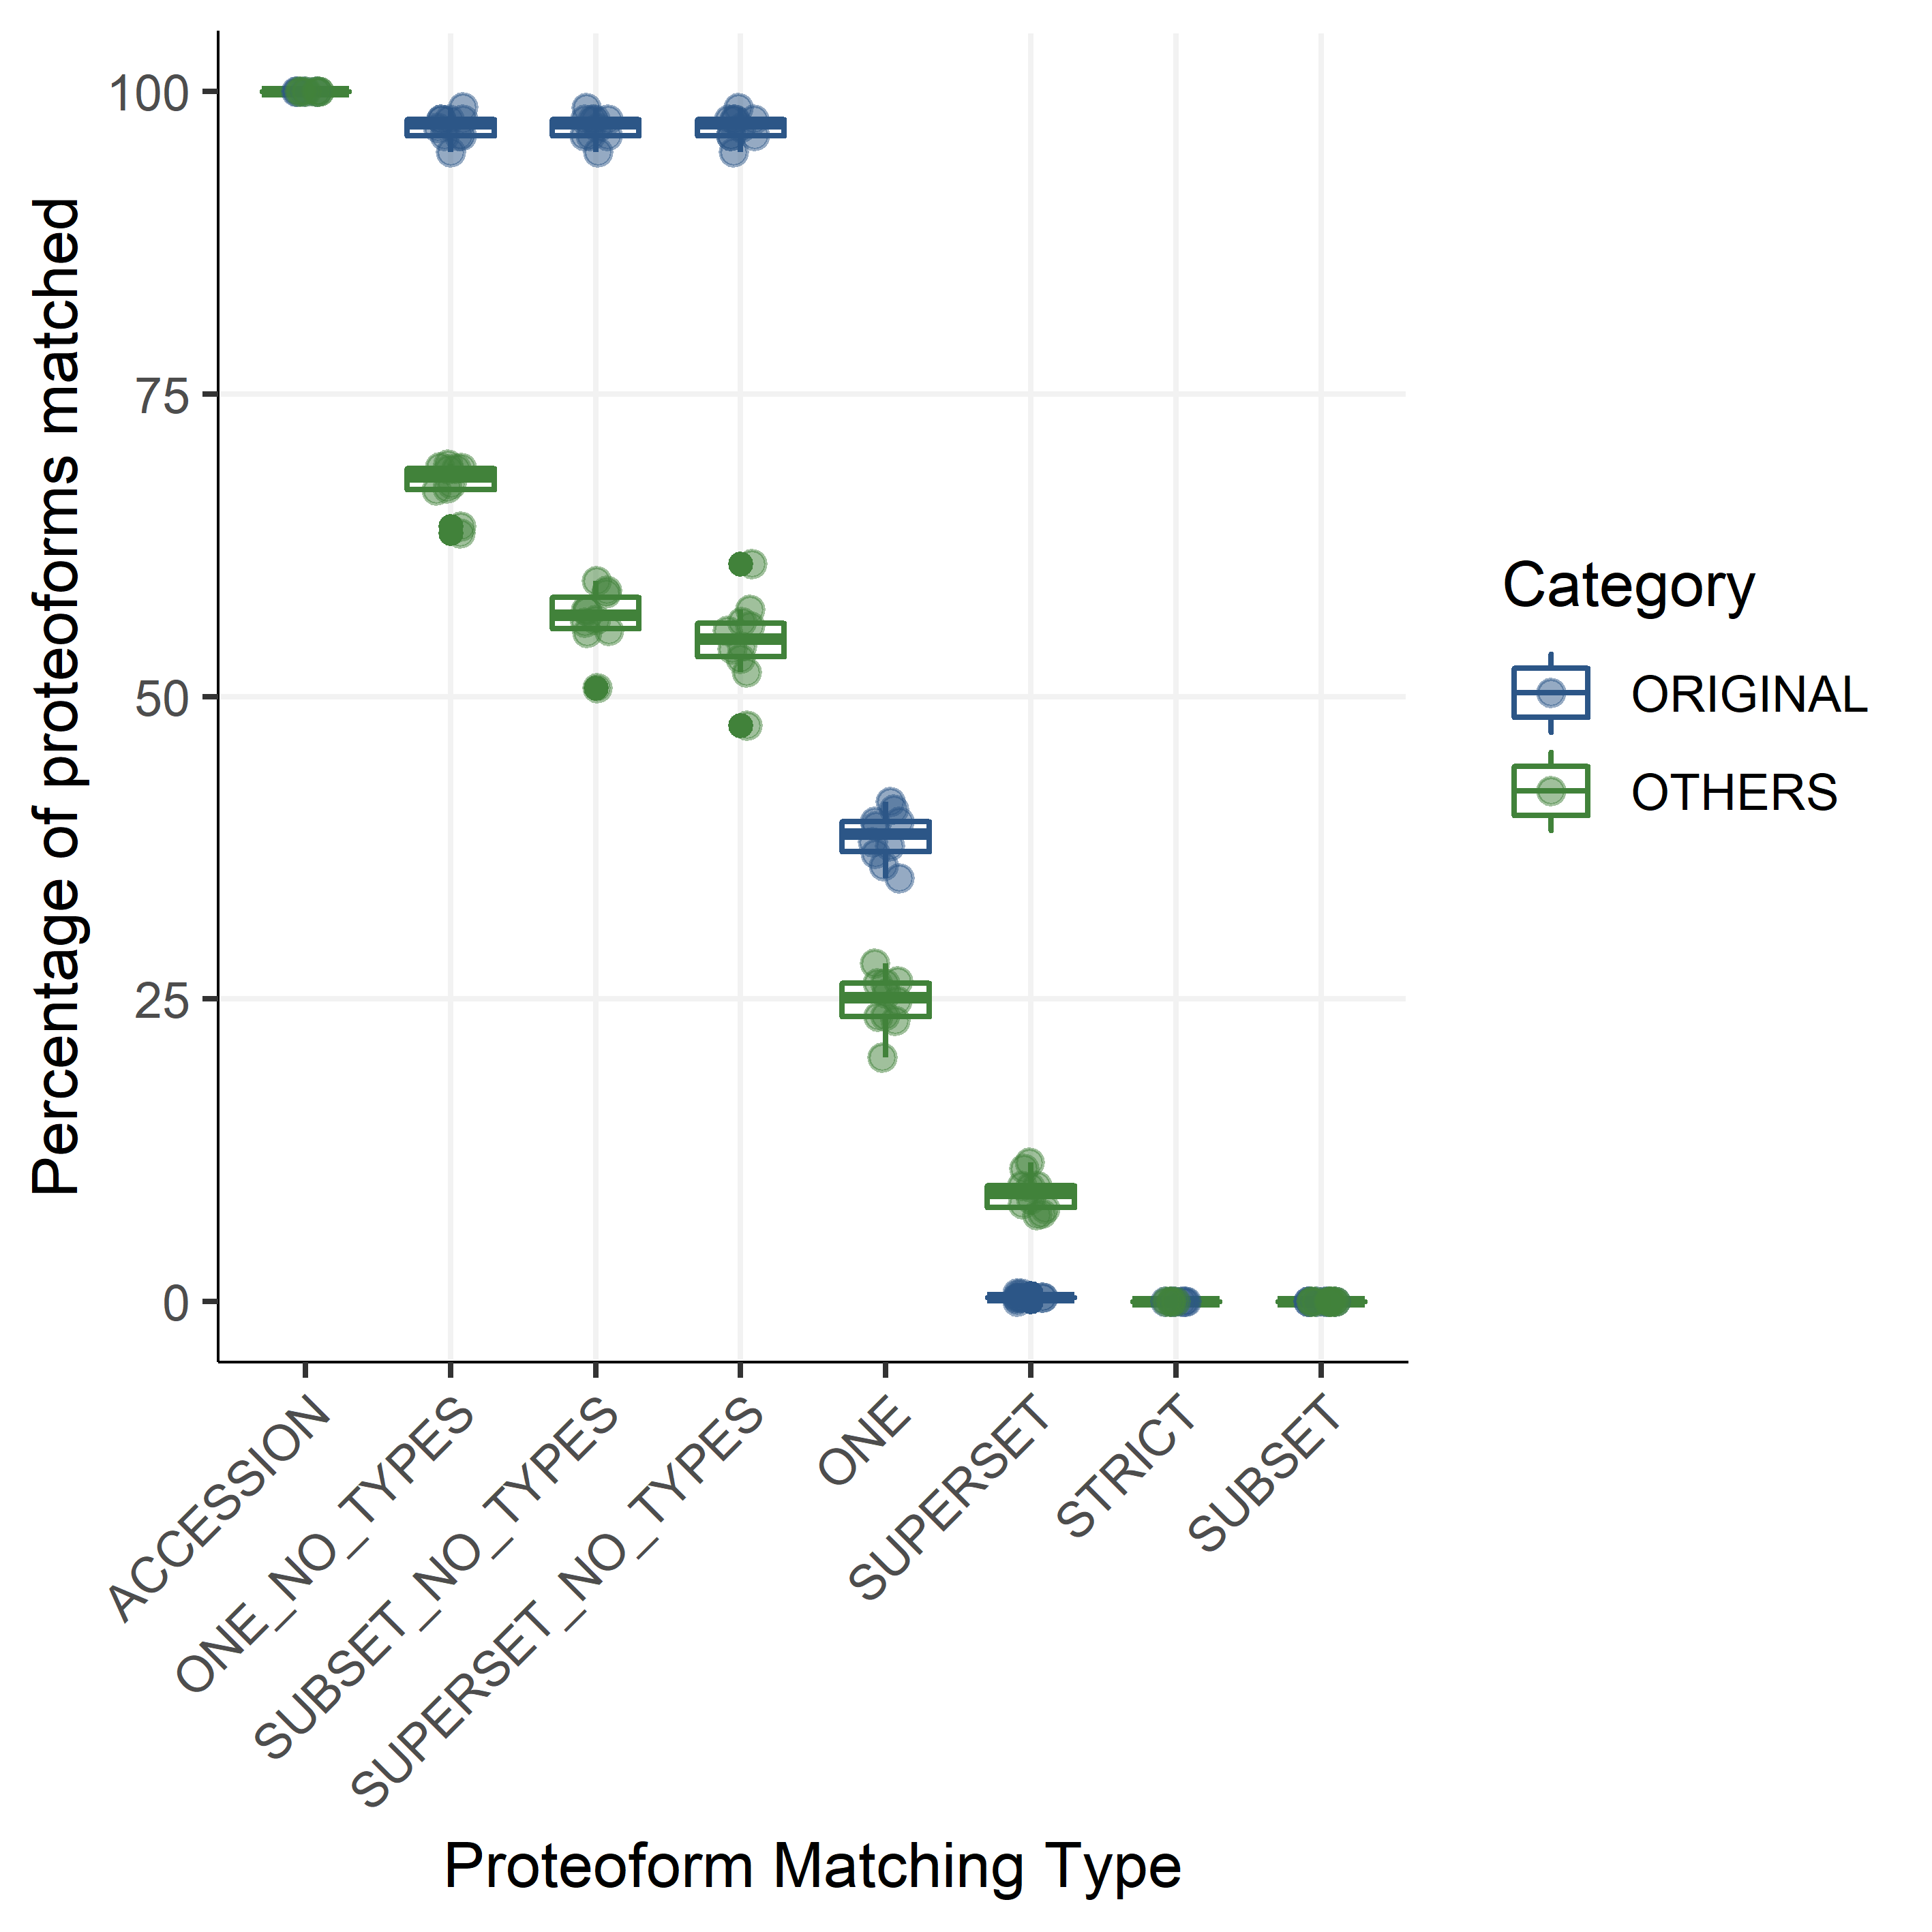 Percentage of proteoforms matched
100
75
50
25
0
ACCESSION
ONE_NO_TYPES
SUBSET_NO_TYPES
SUPERSET_NO_TYPES
ONE
SUPERSET
STRICT
SUBSET
Proteoform Matching Type
Category
ORIGINAL
OTHERS